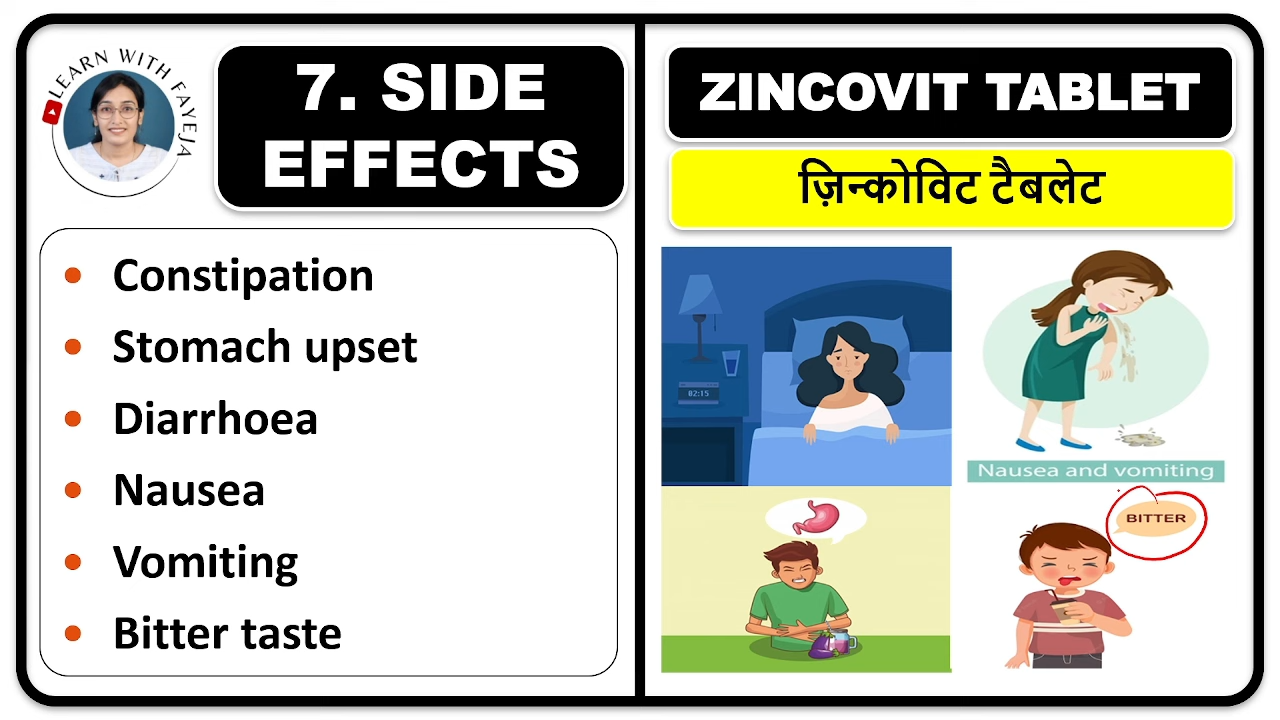 LEARN WITH FAYEJA
7. SIDE
EFFECTS
Constipation
Stomach upset
Diarrhoea
Nausea
Vomiting
Bitter taste
ZINCOVIT TABLET
ज़िन्कोविट टैबलेट
02:15
Nausea and vomiting
BITTER